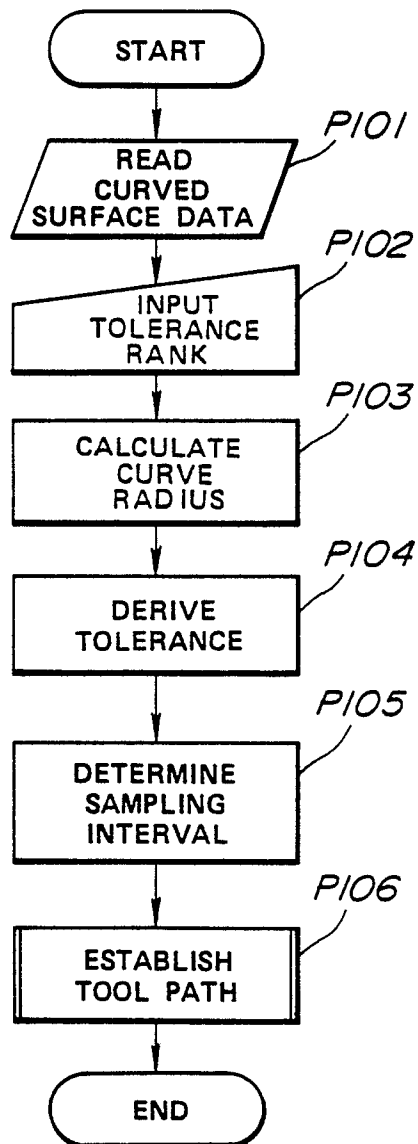 START
P101
READ
CURVED
SURFACE DATA
P102
INPUT
TOLERANCE
RANK
P103
CALCULATE
CURVE
RADIUS
P104
DERIVE
TOLERANCE
P105
DETERMINE
SAMPLING
INTERVAL
P106
ESTABLISH
TOOL PATH
END